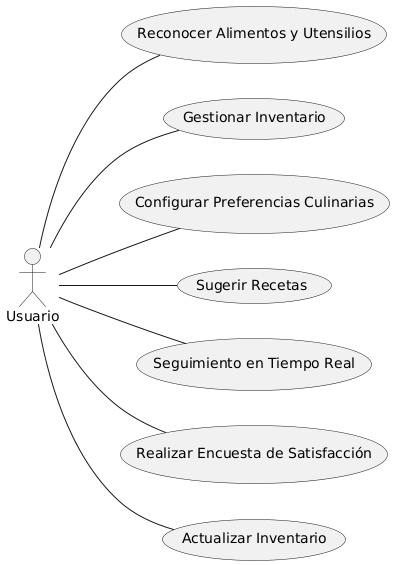 Reconocer Alimentos y Utensilios
Gestionar Inventario
Configurar Preferencias Culinarias
Sugerir Recetas
Usuario
Seguimiento en Tiempo Real
Realizar Encuesta de Satisfacción
Actualizar Inventario